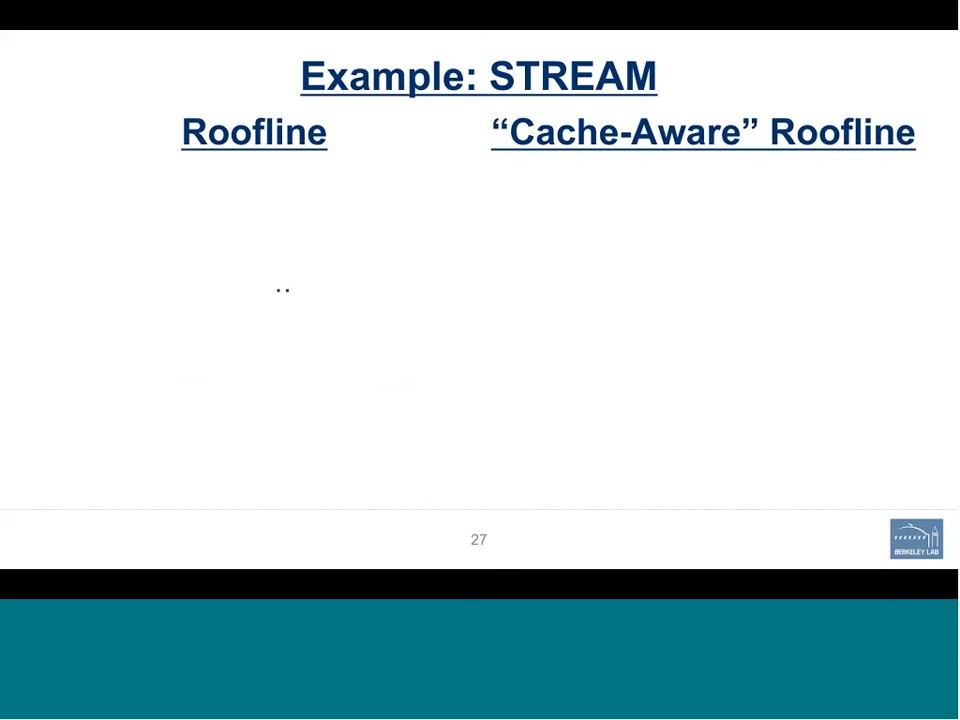 Example: STREAM
Roofline
“Cache-Aware” Roofline
..
27
BERKELEY LAB